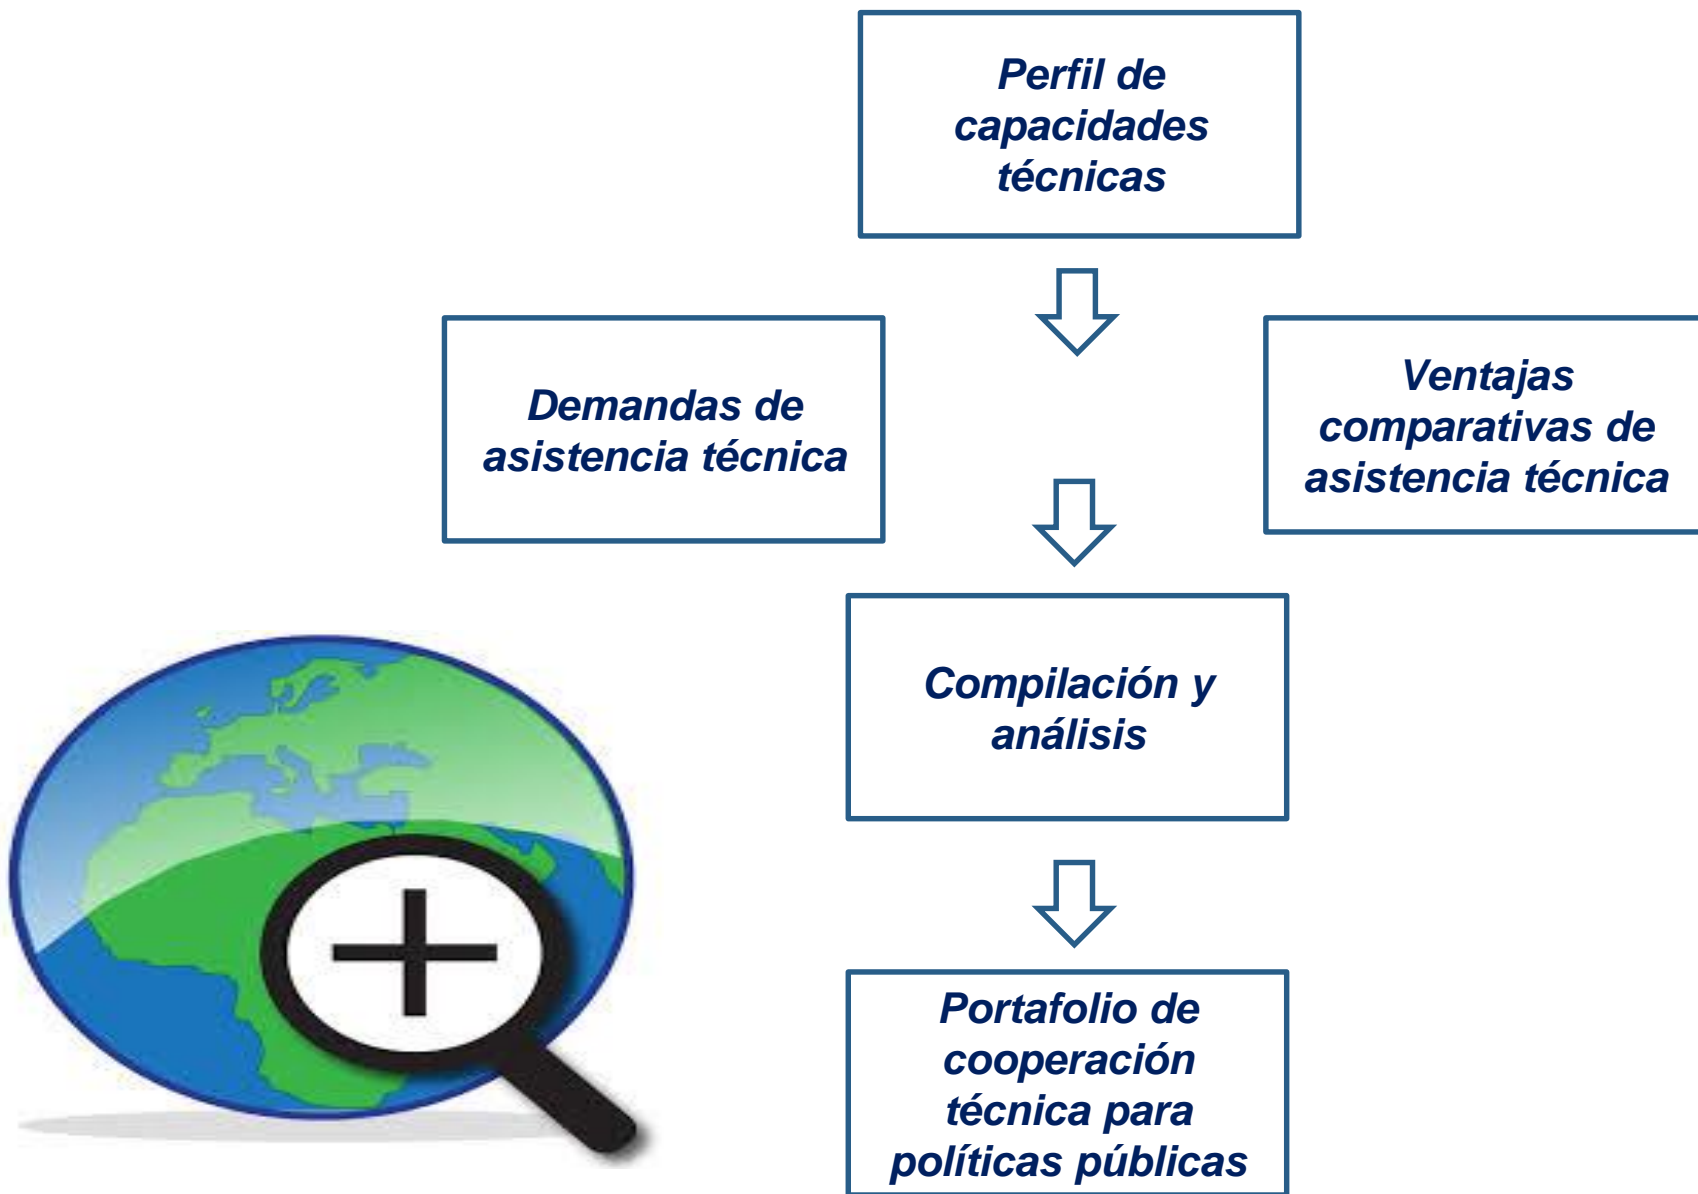 Perfil de
capacidades
técnicas
Demandas de
asistencia técnica
Ventajas
comparativas de
asistencia técnica
Compilación y
análisis
Portafolio de
cooperación
técnica para
políticas públicas